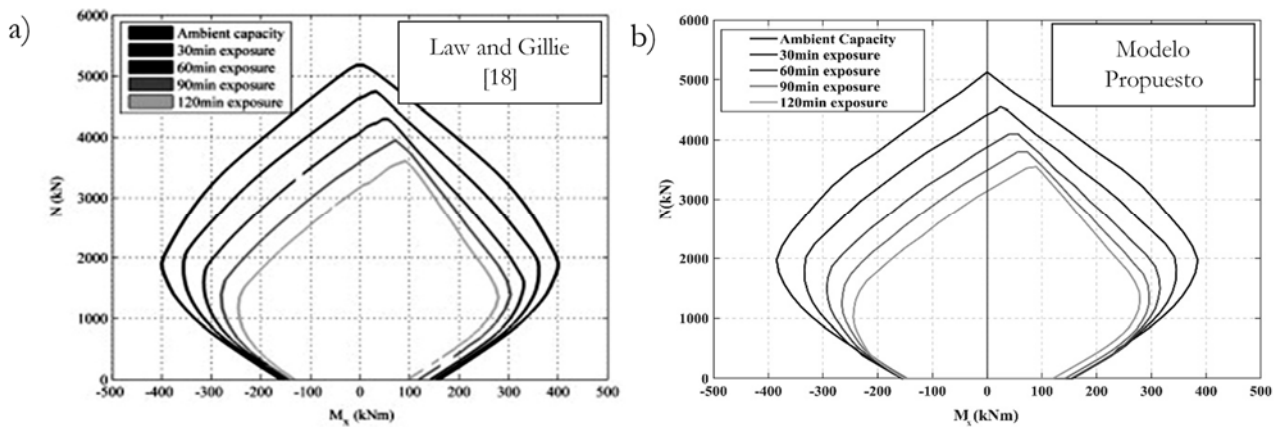 a)
Ambient capacity
30min exposure
60min exposure
90min exposure
120min exposure
Law and Gillie
[18]
6000
5000
4000
3000
2000
1000
0
N (kN)
-500 -400 -300 -200 -100 0 100 200 300 400 500
Mx (kNm)
b)
Ambient Capacity
30min exposure
60min exposure
90min exposure
120min exposure
Modelo
Propuesto
6000
5000
4000
3000
2000
1000
0
N(kN)
-500 -400 -300 -200 -100 0 100 200 300 400 500
Mx (kNm)